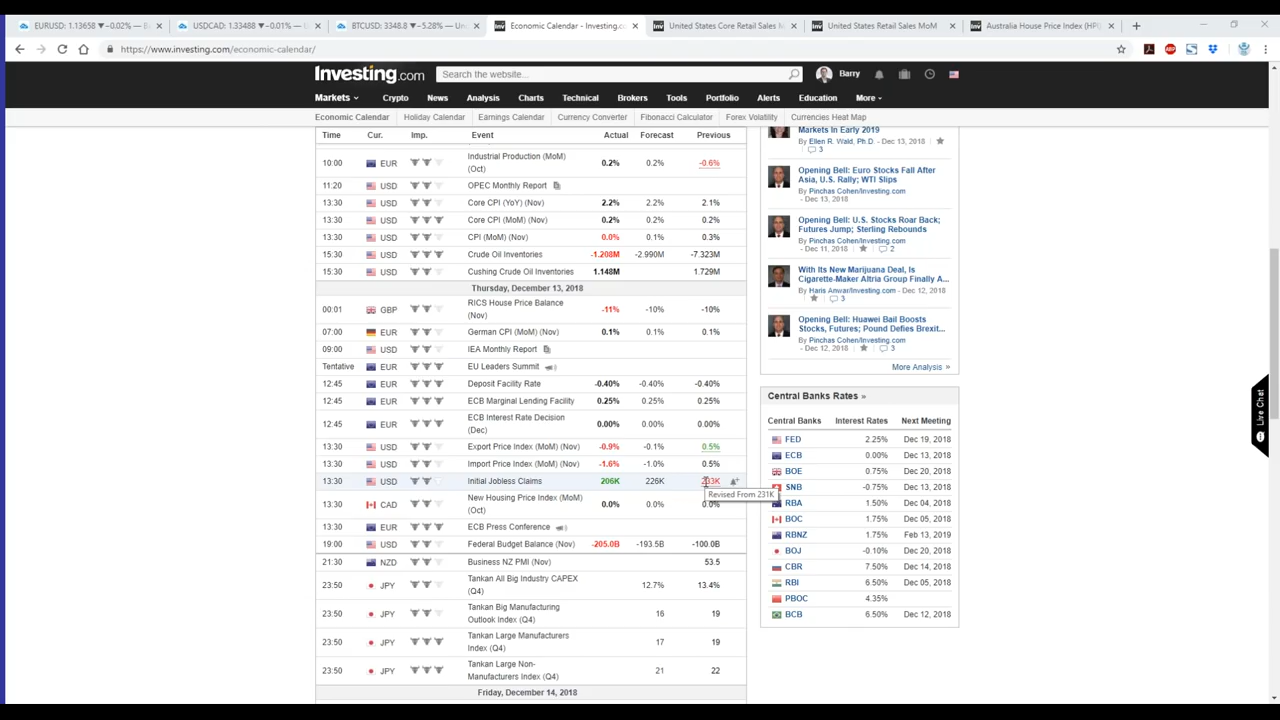 EURUSD: 1.13658 ▼−0.02%
USDCAD: 1.33488 ▼−0.01%
BTCUSD: 3348.8 ▼−5.28%
Economic Calendar - Investing.co
United States Core Retail Sales M
United States Retail Sales MoM
Australia House Price Index (HPI)
https://www.investing.com/economic-calendar/
Investing.com
Search the website...
Barry
Markets Crypto News Analysis Charts Technical Brokers Tools Portfolio Alerts Education More
Economic Calendar Holiday Calendar Earnings Calendar Currency Converter Fibonacci Calculator Forex Volatility Currencies Heat Map
Time Cur. Imp. Event Actual Forecast Previous
10:00 EUR Industrial Production (MoM) (Oct) 0.2% 0.2% -0.6%
11:20 USD OPEC Monthly Report
13:30 USD Core CPI (YoY) (Nov) 2.2% 2.2% 2.1%
13:30 USD Core CPI (MoM) (Nov) 0.2% 0.2% 0.2%
13:30 USD CPI (MoM) (Nov) 0.0% 0.1% 0.3%
15:30 USD Crude Oil Inventories -1.208M -2.990M -7.323M
15:30 USD Cushing Crude Oil Inventories 1.148M 1.729M
Thursday, December 13, 2018
00:01 GBP RICS House Price Balance (Nov) -11% -10% -10%
07:00 EUR German CPI (MoM) (Nov) 0.1% 0.1% 0.1%
09:00 USD IEA Monthly Report
Tentative EUR EU Leaders Summit
12:45 EUR Deposit Facility Rate -0.40% -0.40% -0.40%
12:45 EUR ECB Marginal Lending Facility 0.25% 0.25% 0.25%
12:45 EUR ECB Interest Rate Decision (Dec) 0.00% 0.00% 0.00%
13:30 USD Export Price Index (MoM) (Nov) -0.9% -0.1% 0.5%
13:30 USD Import Price Index (MoM) (Nov) -1.6% -1.0% 0.5%
13:30 USD Initial Jobless Claims 206K 226K 233K
Revised From 231K
13:30 CAD New Housing Price Index (MoM) (Oct) 0.0% 0.0% 0.0%
13:30 EUR ECB Press Conference
19:00 USD Federal Budget Balance (Nov) -205.0B -193.5B -100.0B
21:30 NZD Business NZ PMI (Nov) 53.5
23:50 JPY Tankan All Big Industry CAPEX (Q4) 12.7% 13.4%
23:50 JPY Tankan Big Manufacturing Outlook Index (Q4) 16 19
23:50 JPY Tankan Large Manufacturers Index (Q4) 17 19
23:50 JPY Tankan Large Non-Manufacturers Index (Q4) 21 22
Friday, December 14, 2018
Markets In Early 2019
By Ellen R. Wald, Ph.D. - Dec 13, 2018
3
Opening Bell: Euro Stocks Fall After
Asia, U.S. Rally; WTI Slips
By Pinchas Cohen/Investing.com
- Dec 13, 2018
Opening Bell: U.S. Stocks Roar Back;
Futures Jump; Sterling Rebounds
By Pinchas Cohen/Investing.com
- Dec 11, 2018 2
With Its New Marijuana Deal, Is
Cigarette-Maker Altria Group Finally A...
By Haris Anwar/Investing.com - Dec 12, 2018
3
Opening Bell: Huawei Bail Boosts
Stocks, Futures; Pound Defies Brexit...
By Pinchas Cohen/Investing.com
- Dec 12, 2018 3
More Analysis »
Central Banks Rates »
Central Banks Interest Rates Next Meeting
FED 2.25% Dec 19, 2018
ECB 0.00% Dec 13, 2018
BOE 0.75% Dec 20, 2018
SNB -0.75% Dec 13, 2018
RBA 1.50% Dec 04, 2018
BOC 1.75% Dec 05, 2018
RBNZ 1.75% Feb 13, 2019
BOJ -0.10% Dec 20, 2018
CBR 7.50% Dec 14, 2018
RBI 6.50% Dec 05, 2018
PBOC 4.35%
BCB 6.50% Dec 12, 2018
Live Chat